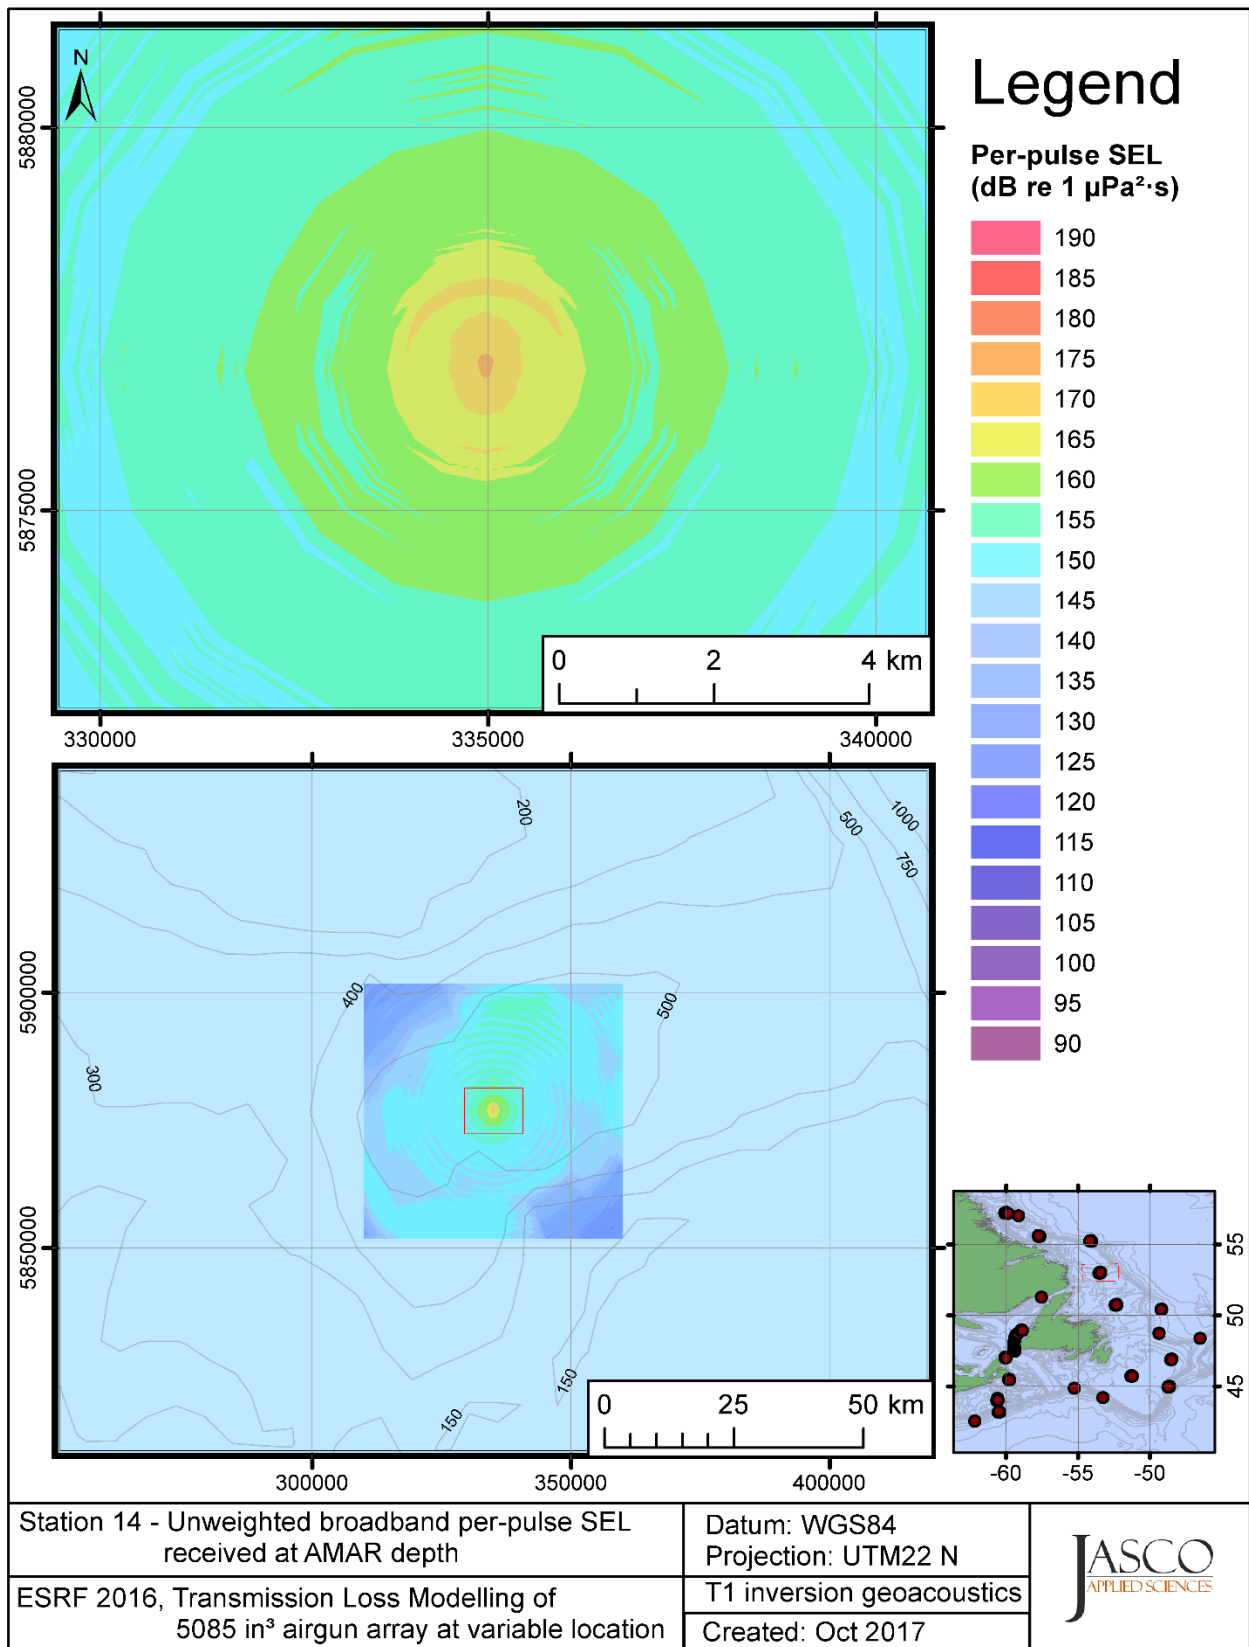 N
5880000
5875000
0 2 4 km
330000 335000 340000
Legend
Per-pulse SEL
(dB re 1 µPa²·s)
190
185
180
175
170
165
160
155
150
145
140
135
130
125
120
115
110
105
100
95
90
200
500
1000
750
400
500
300
150
150
5900000
5850000
0 25 50 km
300000 350000 400000
55
50
45
-60 -55 -50
Station 14 - Unweighted broadband per-pulse SEL
received at AMAR depth
ESRF 2016, Transmission Loss Modelling of
5085 in³ airgun array at variable location
Datum: WGS84
Projection: UTM22 N
T1 inversion geoacoustics
Created: Oct 2017
JASCO
APPLIED SCIENCES